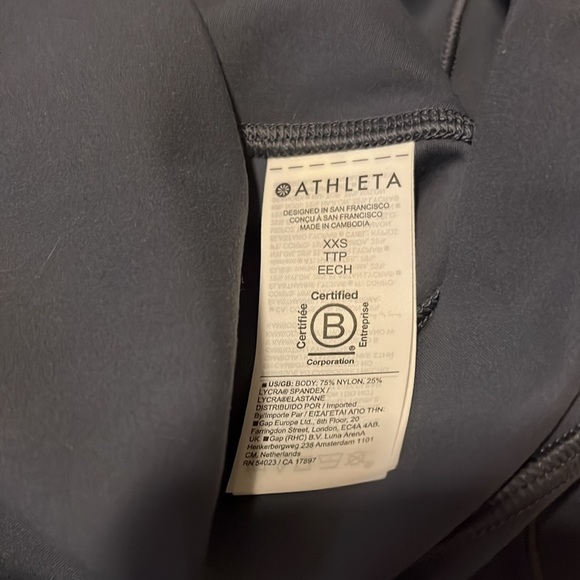 ATHLETA
DESIGNED IN SAN FRANCISCO
CONÇU À SAN FRANCISCO
MADE IN CAMBODIA
XXS
TTP
EECH
Certified
Certifiée
B
Entreprise
®
Corporation
■ US/GB: BODY: 75% NYLON, 25%
LYCRA® SPANDEX /
LYCRA®ELASTANE
DISTRIBUIDO POR / Imported
By/Importe Par / ΕΙΣΑΓΕΤΑΙ ΑΠΟ ΤΗΝ:
■ Gap Europe Ltd., 8th Floor, 20
Farringdon Street, London, EC4A 4AB.
UK ■ Gap (RHC) B.V. Luna ArenA
Henkerbergweg 238 Amsterdam 1101
CM, Netherlands
RN 54023 / CA 17897